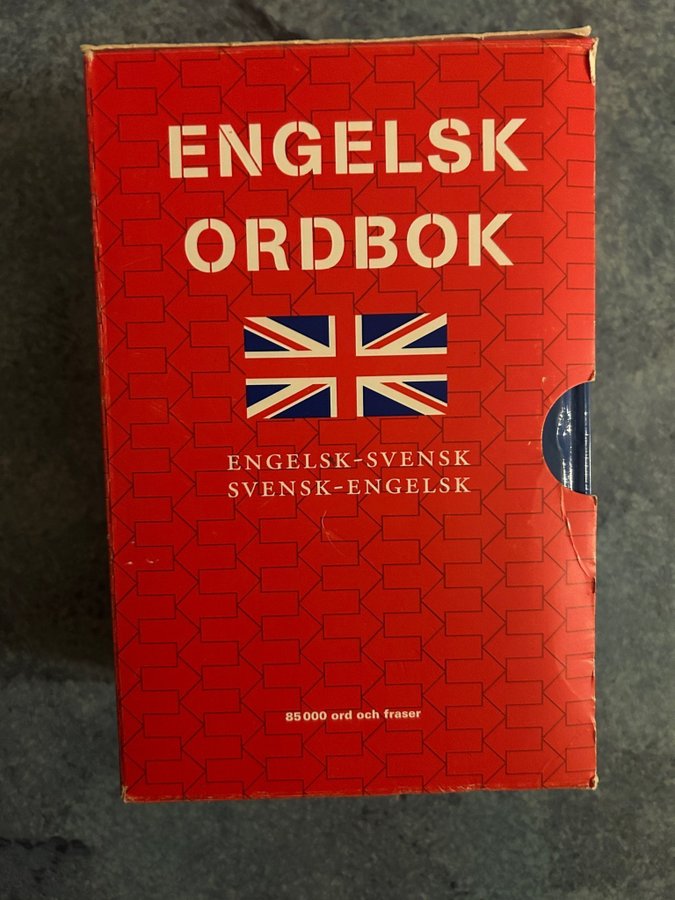 ENGELSK
ORDBOK
ENGELSK-SVENSK
SVENSK-ENGELSK
85 000 ord och fraser